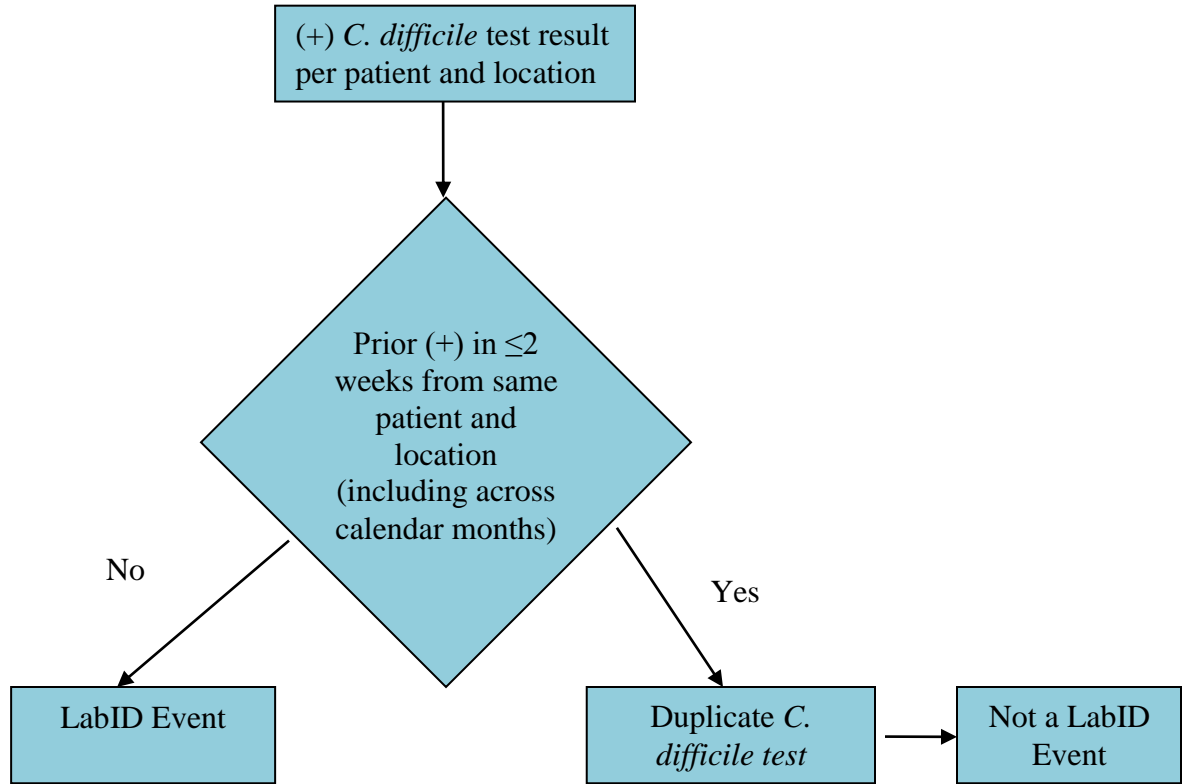 (+) C. difficile test result
per patient and location
Prior (+) in ≤2
weeks from same
patient and
location
(including across
calendar months)
No
Yes
LabID Event
Duplicate C.
difficile test
Not a LabID
Event